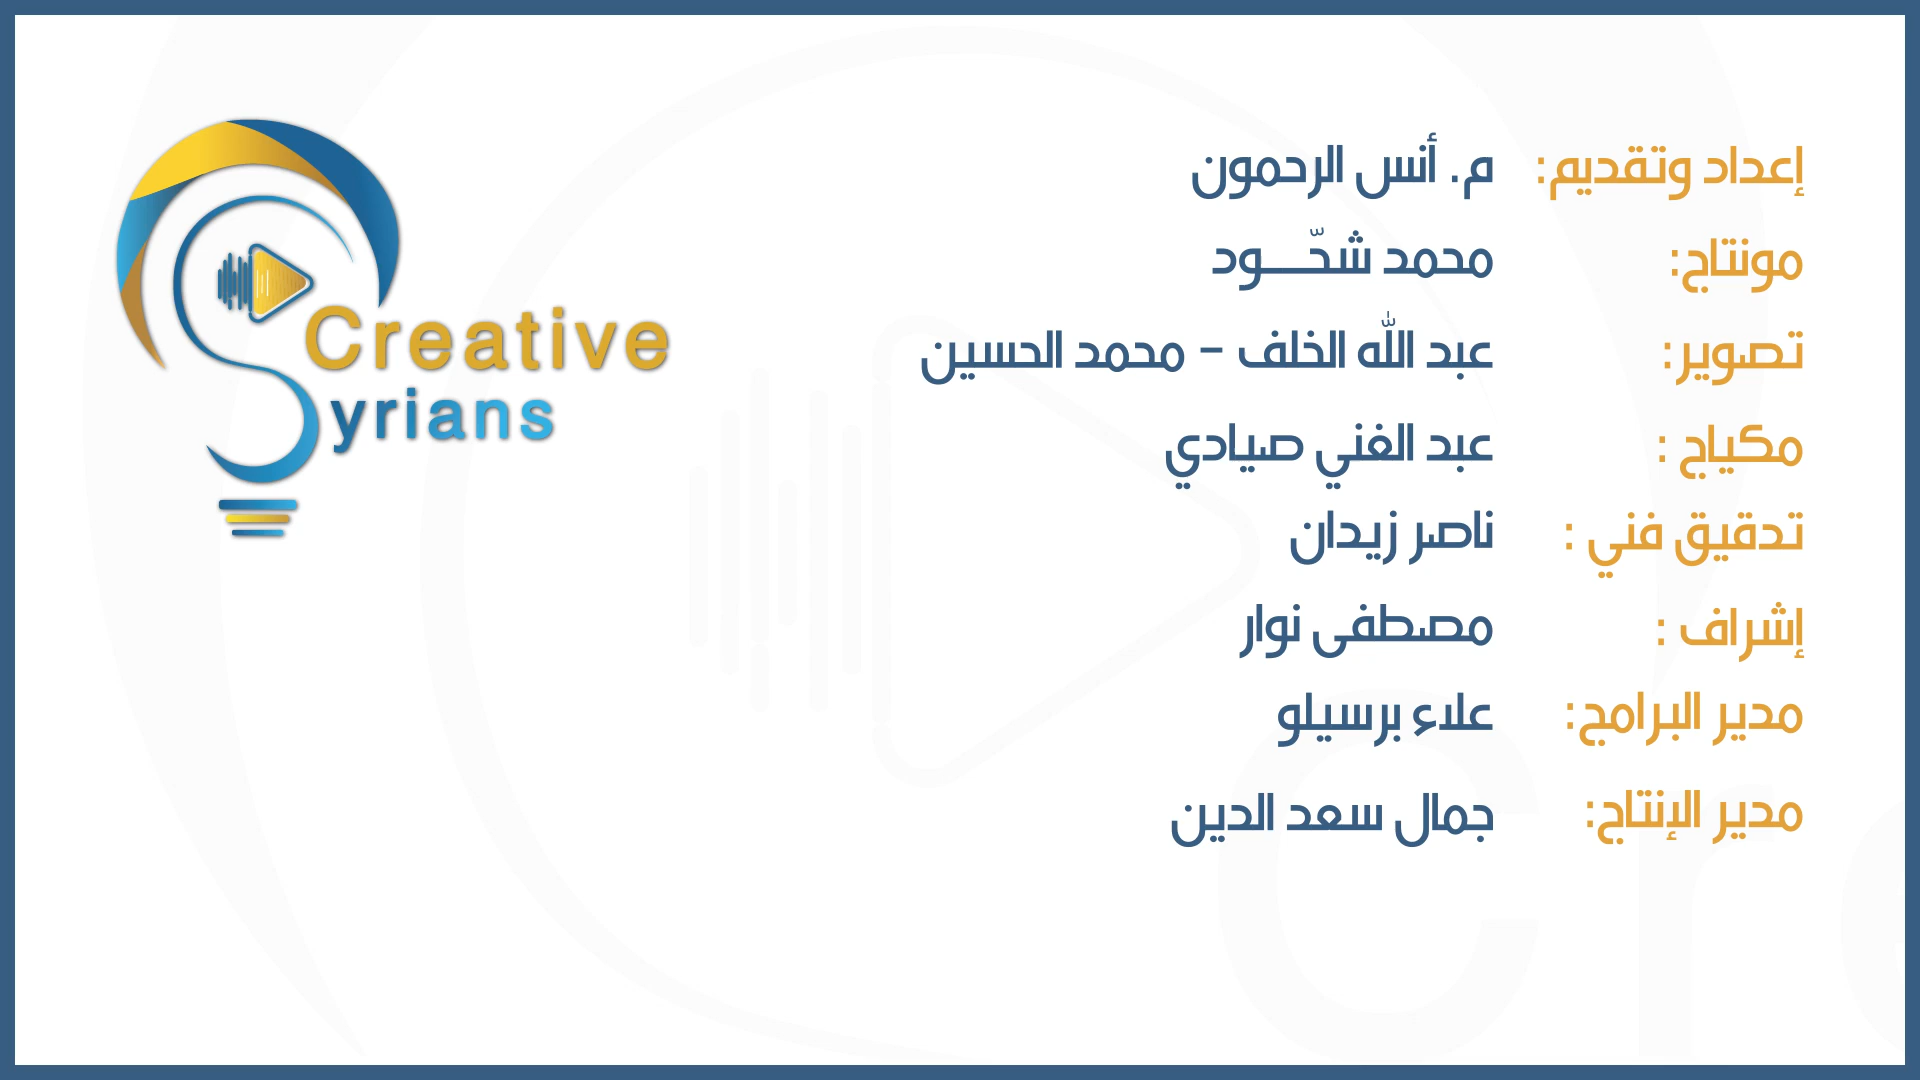 Creative
Syrians
إعداد وتقديم: م. أنس الرحمون
مونتاج: محمد شحّـــود
تصوير: عبد الله الخلف - محمد الحسين
مكياج : عبد الغني صيادي
تدقيق فني : ناصر زيدان
إشراف : مصطفى نوار
مدير البرامج: علاء برسيلو
مدير الإنتاج: جمال سعد الدين